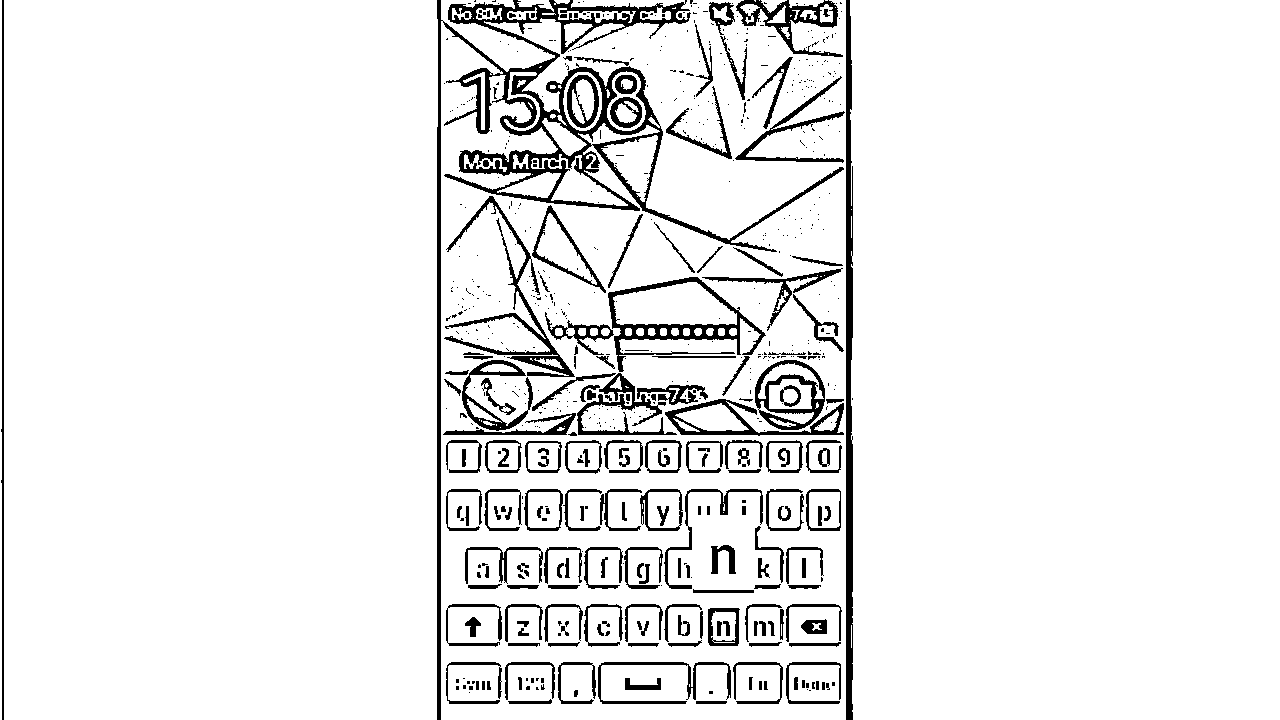 No SIM card – Emergency calls or 74%
15:08
Mon, March 12
Charging: 74%
1 2 3 4 5 6 7 8 9 0
q w e r t y u i o p
a s d f g h n k l
z x c v b n m
Sym 123 , . En Done